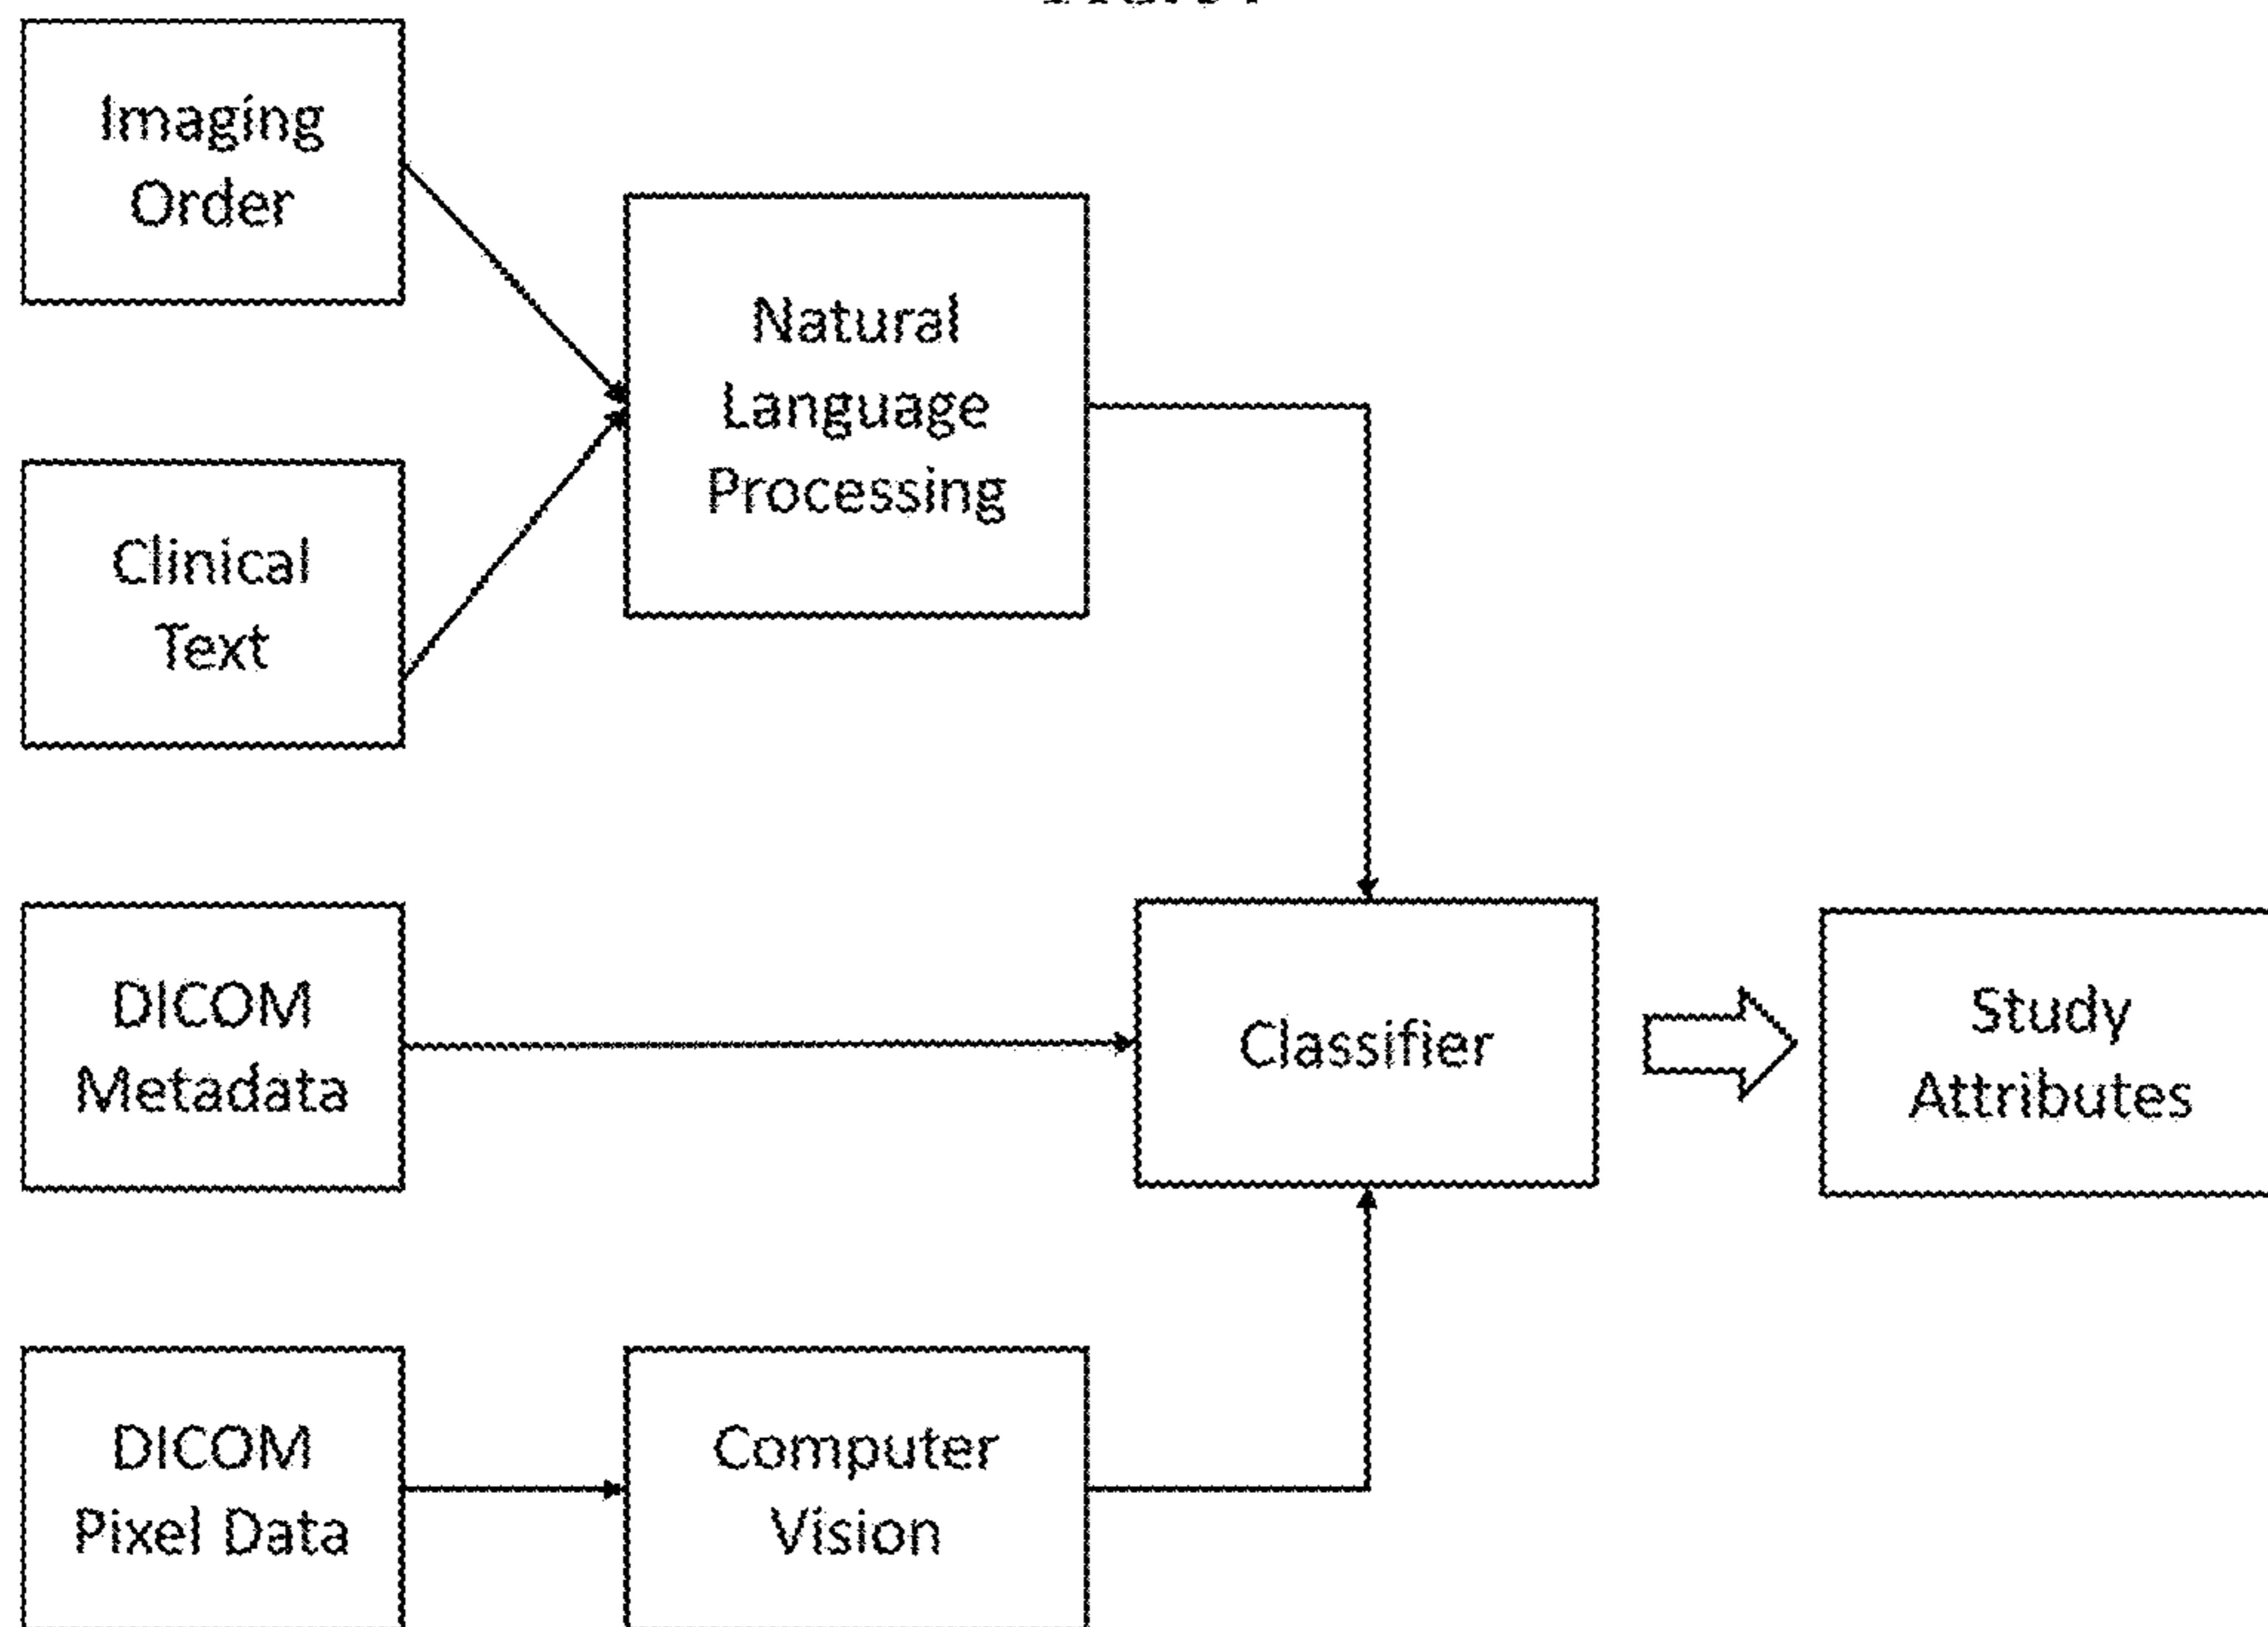 Imaging
Order
Natural
Language
Processing
Clinical
Text
DICOM
Metadata
Classifier
Study
Attributes
DICOM
Pixel Data
Computer
Vision